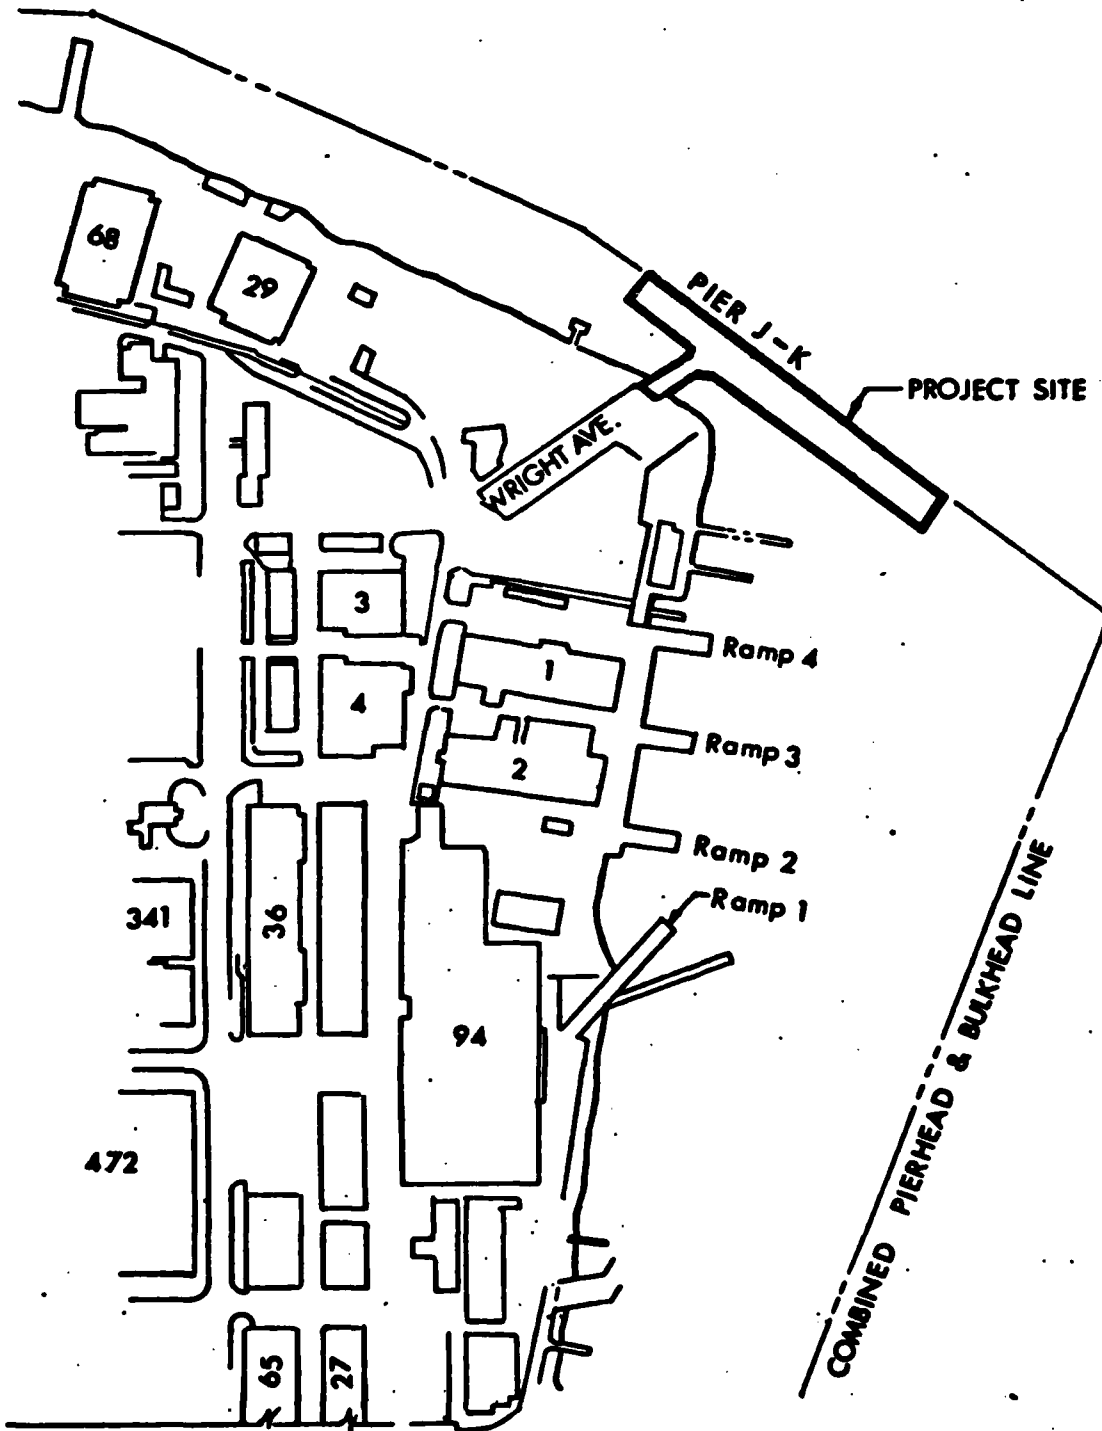 68
29
PIER J-K
PROJECT SITE
WRIGHT AVE.
3
1
Ramp 4
4
Ramp 3
2
Ramp 2
341
36
Ramp 1
94
COMBINED PIERHEAD & BULKHEAD LINE
472
65
27